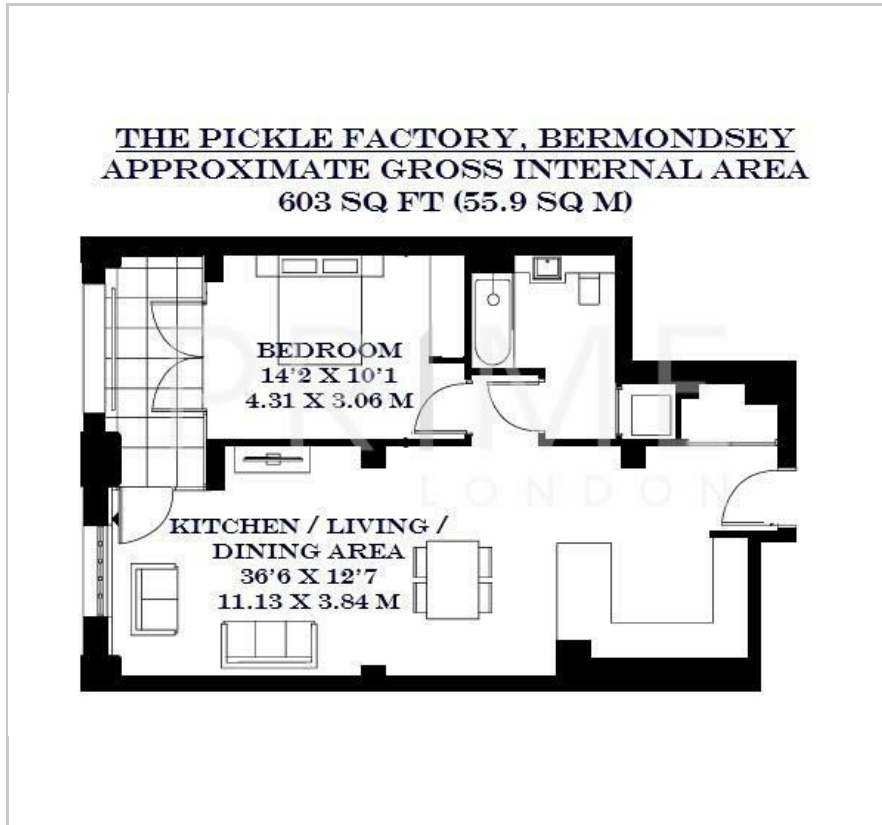 THE PICKLE FACTORY, BERMONDSEY
APPROXIMATE GROSS INTERNAL AREA
603 SQ FT (55.9 SQ M)
BEDROOM
14'2 X 10'1
4.31 X 3.06 M
PRIME
LONDON
KITCHEN / LIVING /
DINING AREA
36'6 X 12'7
11.13 X 3.84 M